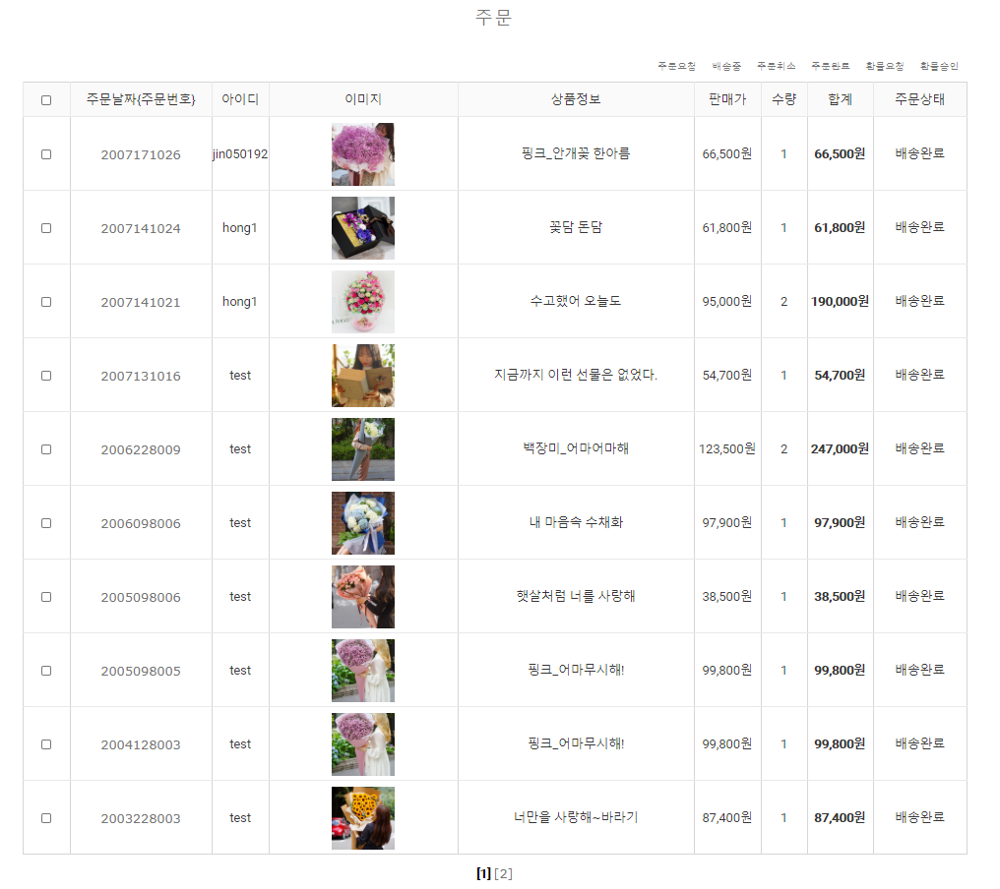 주문
주문요청 배송중 주문취소 주문완료 환불요청 환불승인
주문날짜{주문번호} 아이디 이미지 상품정보 판매가 수량 합계 주문상태
2007171026 jin050192 핑크_안개꽃 한아름 66,500원 1 66,500원 배송완료
2007141024 hong1 꽃담 돈담 61,800원 1 61,800원 배송완료
2007141021 hong1 수고했어 오늘도 95,000원 2 190,000원 배송완료
2007131016 test 지금까지 이런 선물은 없었다. 54,700원 1 54,700원 배송완료
2006228009 test 백장미_어마어마해 123,500원 2 247,000원 배송완료
2006098006 test 내 마음속 수채화 97,900원 1 97,900원 배송완료
2005098006 test 햇살처럼 너를 사랑해 38,500원 1 38,500원 배송완료
2005098005 test 핑크_어마무시해! 99,800원 1 99,800원 배송완료
2004128003 test 핑크_어마무시해! 99,800원 1 99,800원 배송완료
2003228003 test 너만을 사랑해~바라기 87,400원 1 87,400원 배송완료
[1] [2]